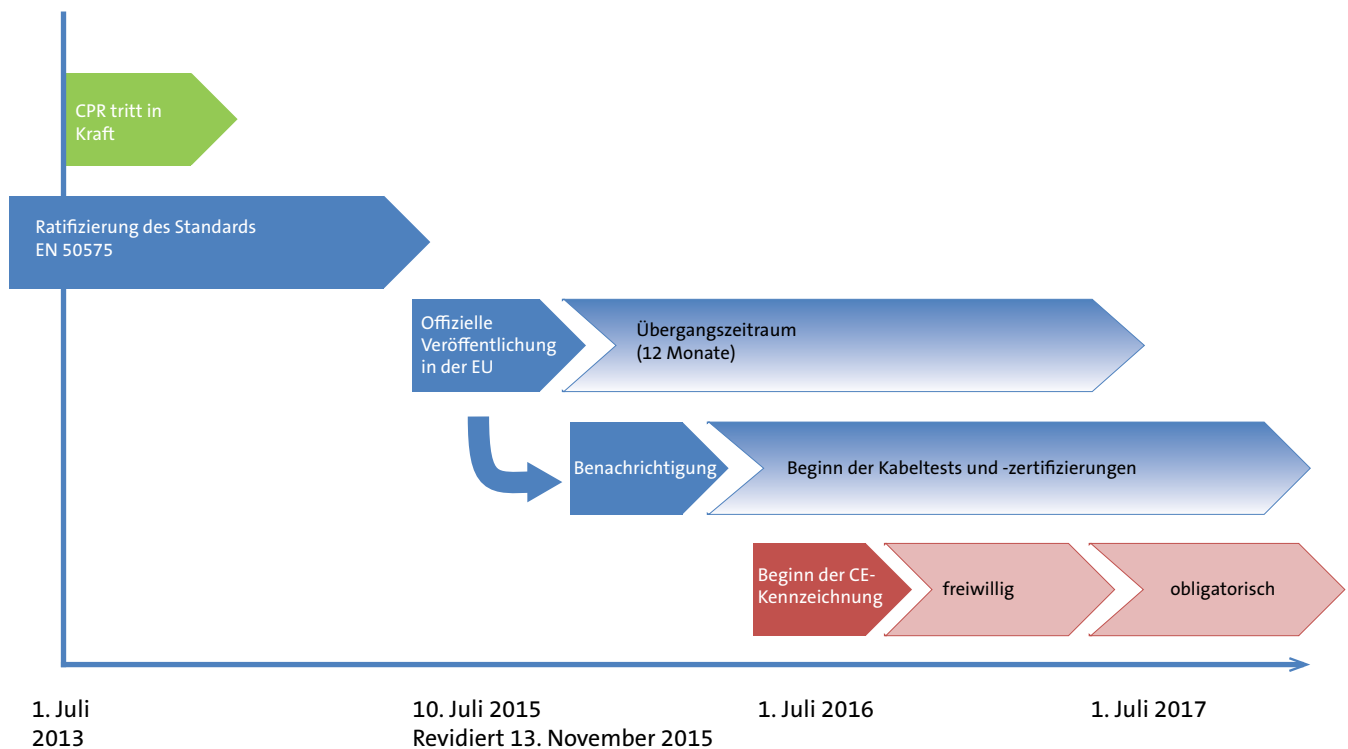 CPR tritt in
Kraft
Ratifizierung des Standards
EN 50575
Offizielle
Veröffentlichung
in der EU
Übergangszeitraum
(12 Monate)
Benachrichtigung
Beginn der Kabeltests und -zertifizierungen
Beginn der CE-
Kennzeichnung
freiwillig
obligatorisch
1. Juli
2013
10. Juli 2015
Revidiert 13. November 2015
1. Juli 2016
1. Juli 2017